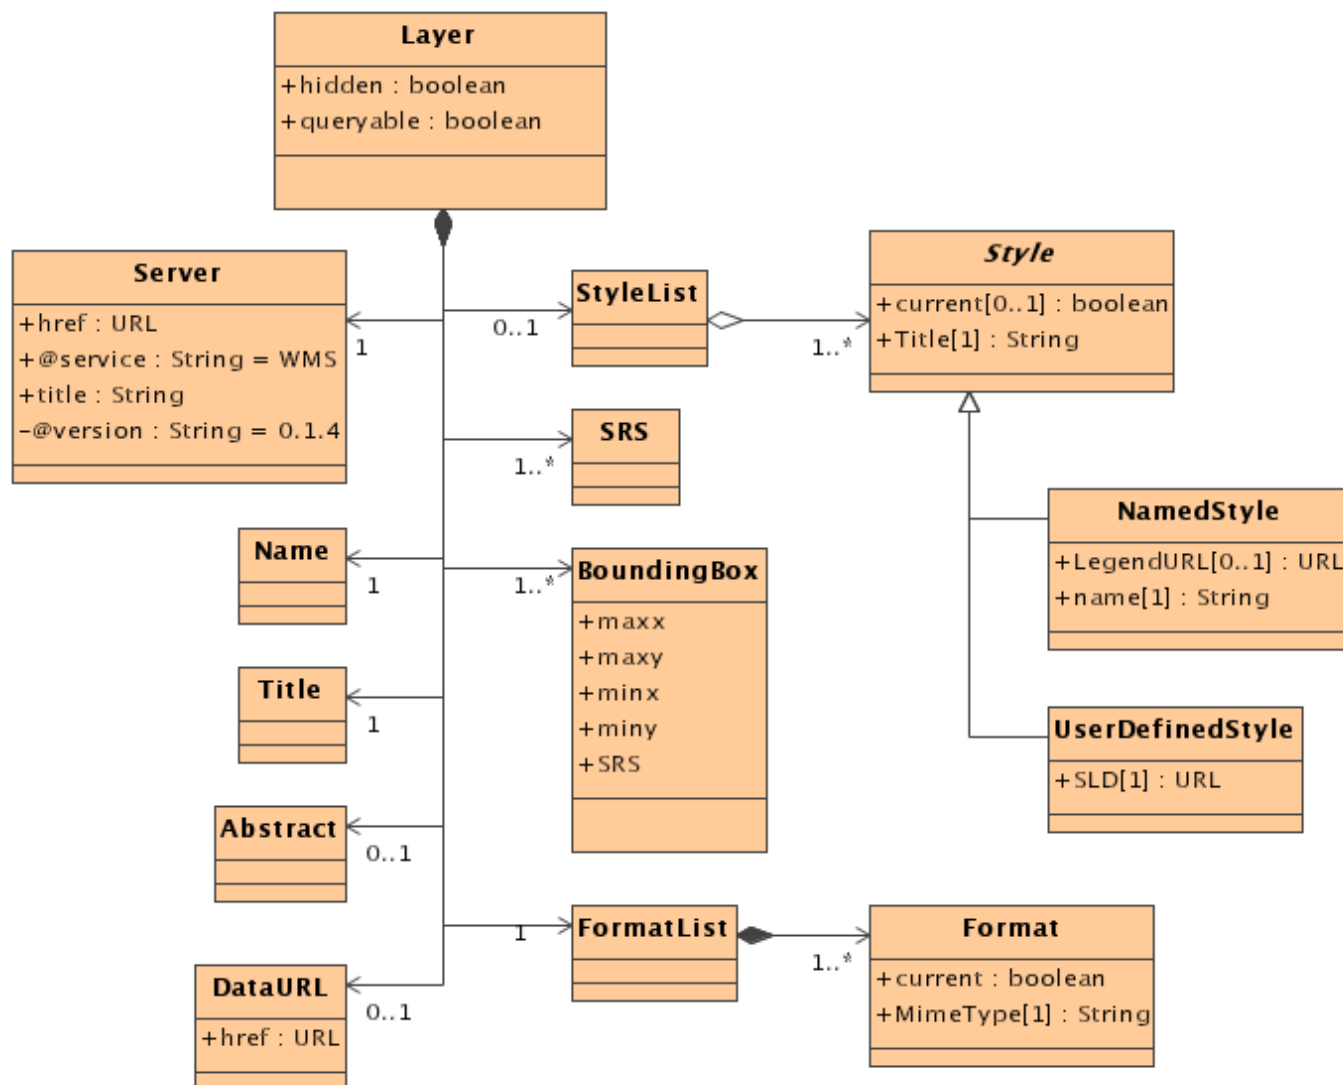 Layer
+hidden : boolean
+queryable : boolean
Server
+href : URL
+@service : String = WMS
+title : String
-@version : String = 0.1.4
1
StyleList
0..1
Style
+current[0..1] : boolean
+Title[1] : String
1..*
SRS
1..*
Name
1
BoundingBox
+maxx
+maxy
+minx
+miny
+SRS
1..*
NamedStyle
+LegendURL[0..1] : URL
+name[1] : String
Title
1
UserDefinedStyle
+SLD[1] : URL
Abstract
0..1
FormatList
1
Format
+current : boolean
+MimeType[1] : String
1..*
DataURL
+href : URL
0..1